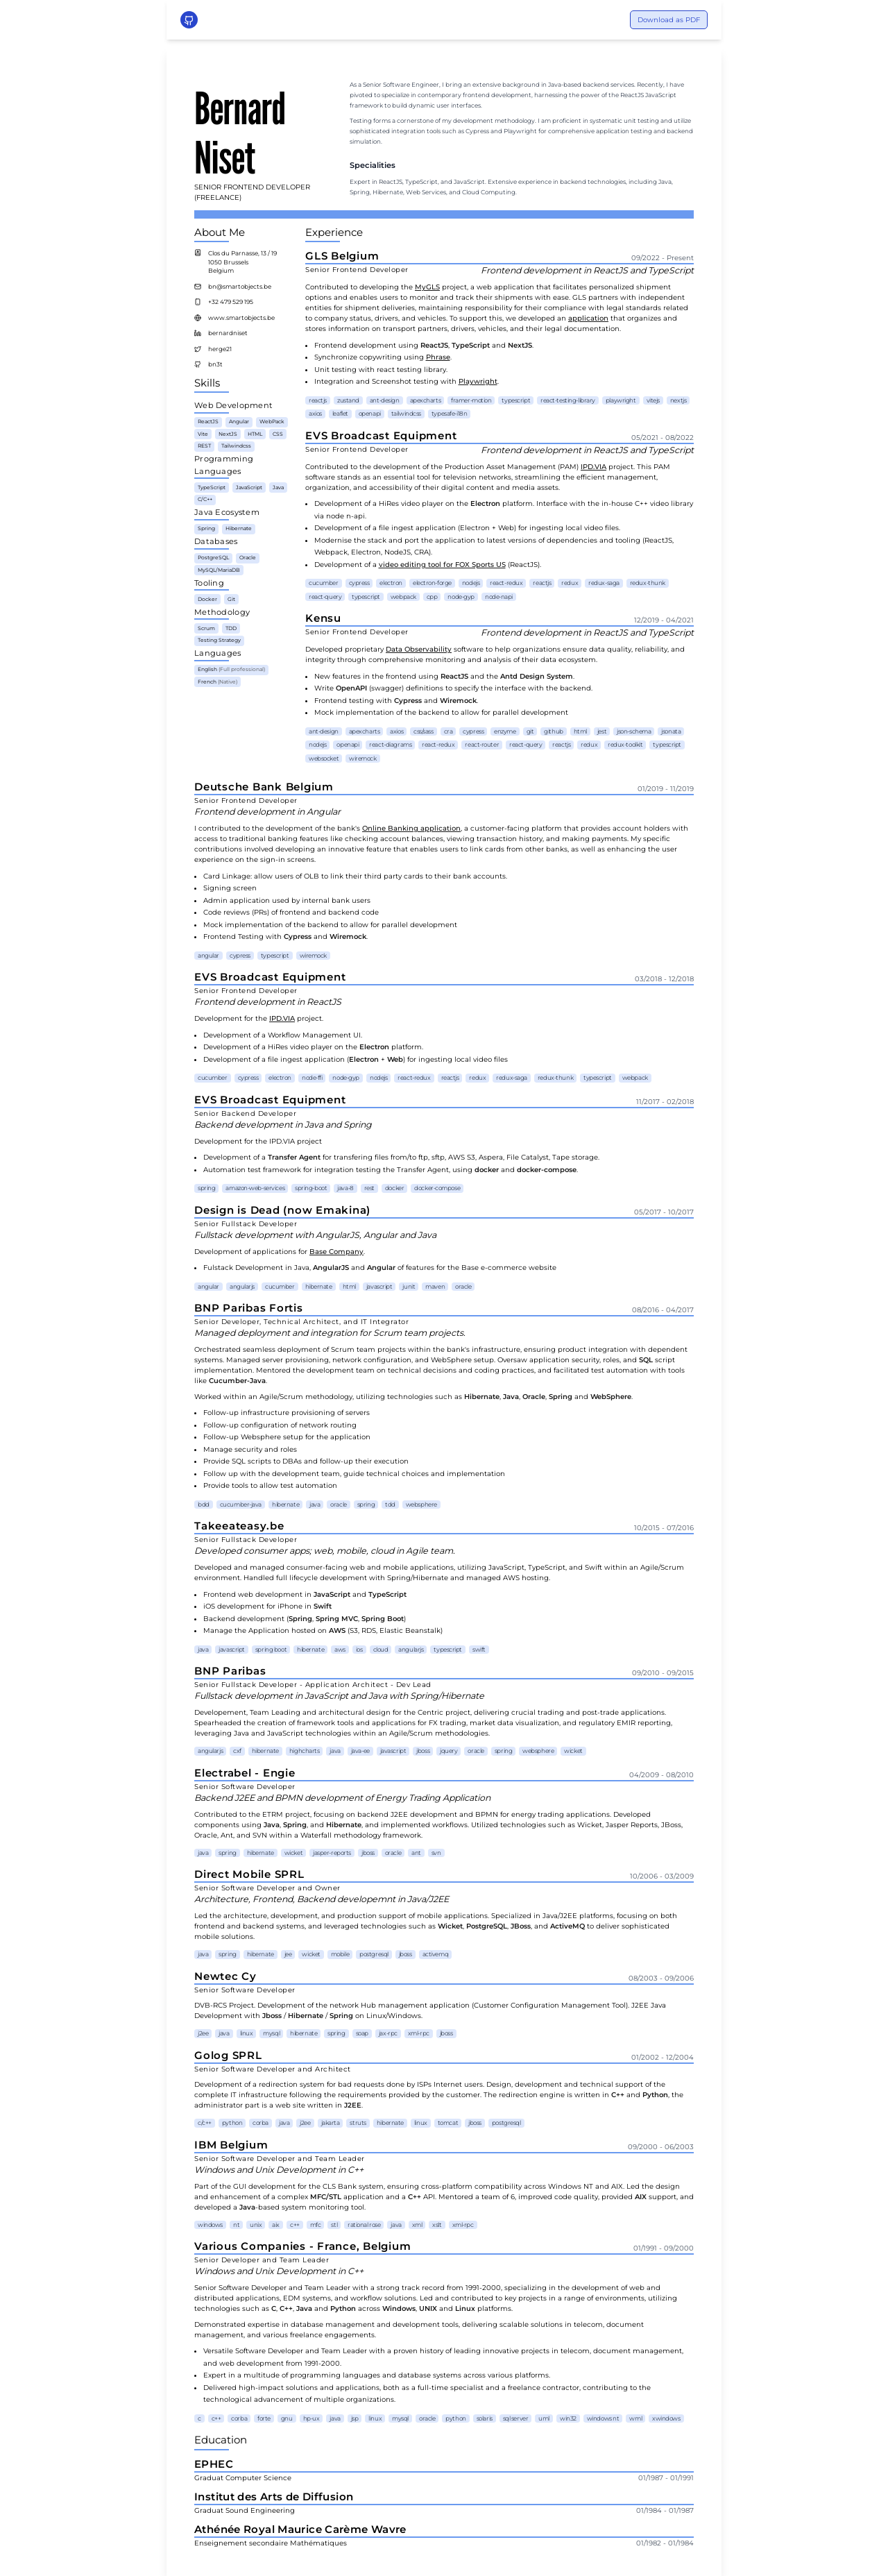 Download as PDF
Bernard
Niset
SENIOR FRONTEND DEVELOPER
(FREELANCE)
As a Senior Software Engineer, I bring an extensive background in Java-based backend services. Recently, I have
pivoted to specialize in contemporary frontend development, harnessing the power of the ReactJS JavaScript
framework to build dynamic user interfaces.
Testing forms a cornerstone of my development methodology. I am proficient in systematic unit testing and utilize
sophisticated integration tools such as Cypress and Playwright for comprehensive application testing and backend
simulation.
Specialities
Expert in ReactJS, TypeScript, and JavaScript. Extensive experience in backend technologies, including Java,
Spring, Hibernate, Web Services, and Cloud Computing.
About Me
Clos du Parnasse, 13 / 19
1050 Brussels
Belgium
bn@smartobjects.be
+32 479 529 195
www.smartobjects.be
bernardniset
herge21
bn3t
Skills
Web Development
ReactJS Angular WebPack
Vite NextJS HTML CSS
REST Tailwindcss
Programming
Languages
TypeScript JavaScript Java
C/C++
Java Ecosystem
Spring Hibernate
Databases
PostgreSQL Oracle
MySQL/MariaDB
Tooling
Docker Git
Methodology
Scrum TDD
Testing Strategy
Languages
English (Full professional)
French (Native)
Experience
GLS Belgium 09/2022 - Present
Senior Frontend Developer Frontend development in ReactJS and TypeScript
Contributed to developing the MyGLS project, a web application that facilitates personalized shipment
options and enables users to monitor and track their shipments with ease. GLS partners with independent
entities for shipment deliveries, maintaining responsibility for their compliance with legal standards related
to company status, drivers, and vehicles. To support this, we developed an application that organizes and
stores information on transport partners, drivers, vehicles, and their legal documentation.
• Frontend development using ReactJS, TypeScript and NextJS.
• Synchronize copywriting using Phrase.
• Unit testing with react testing library.
• Integration and Screenshot testing with Playwright.
reactjs zustand ant-design apexcharts framer-motion typescript react-testing-library playwright vitejs nextjs
axios leaflet openapi tailwindcss typesafe-i18n
EVS Broadcast Equipment 05/2021 - 08/2022
Senior Frontend Developer Frontend development in ReactJS and TypeScript
Contributed to the development of the Production Asset Management (PAM) IPD.VIA project. This PAM
software stands as an essential tool for television networks, streamlining the efficient management,
organization, and accessibility of their digital content and media assets.
• Development of a HiRes video player on the Electron platform. Interface with the in-house C++ video library
via node n-api.
• Development of a file ingest application (Electron + Web) for ingesting local video files.
• Modernise the stack and port the application to latest versions of dependencies and tooling (ReactJS,
Webpack, Electron, NodeJS, CRA).
• Development of a video editing tool for FOX Sports US (ReactJS).
cucumber cypress electron electron-forge nodejs react-redux reactjs redux redux-saga redux-thunk
react-query typescript webpack cpp node-gyp node-napi
Kensu 12/2019 - 04/2021
Senior Frontend Developer Frontend development in ReactJS and TypeScript
Developed proprietary Data Observability software to help organizations ensure data quality, reliability, and
integrity through comprehensive monitoring and analysis of their data ecosystem.
• New features in the frontend using ReactJS and the Antd Design System.
• Write OpenAPI (swagger) definitions to specify the interface with the backend.
• Frontend testing with Cypress and Wiremock.
• Mock implementation of the backend to allow for parallel development
ant-design apexcharts axios css/sass cra cypress enzyme git github html jest json-schema jsonata
nodejs openapi react-diagrams react-redux react-router react-query reactjs redux redux-toolkit typescript
websocket wiremock
Deutsche Bank Belgium 01/2019 - 11/2019
Senior Frontend Developer
Frontend development in Angular
I contributed to the development of the bank's Online Banking application, a customer-facing platform that provides account holders with
access to traditional banking features like checking account balances, viewing transaction history, and making payments. My specific
contributions involved developing an innovative feature that enables users to link cards from other banks, as well as enhancing the user
experience on the sign-in screens.
• Card Linkage: allow users of OLB to link their third party cards to their bank accounts.
• Signing screen
• Admin application used by internal bank users
• Code reviews (PRs) of frontend and backend code
• Mock implementation of the backend to allow for parallel development
• Frontend Testing with Cypress and Wiremock.
angular cypress typescript wiremock
EVS Broadcast Equipment 03/2018 - 12/2018
Senior Frontend Developer
Frontend development in ReactJS
Development for the IPD.VIA project.
• Development of a Workflow Management UI.
• Development of a HiRes video player on the Electron platform.
• Development of a file ingest application (Electron + Web) for ingesting local video files
cucumber cypress electron node-ffi node-gyp nodejs react-redux reactjs redux redux-saga redux-thunk typescript webpack
EVS Broadcast Equipment 11/2017 - 02/2018
Senior Backend Developer
Backend development in Java and Spring
Development for the IPD.VIA project
• Development of a Transfer Agent for transfering files from/to ftp, sftp, AWS S3, Aspera, File Catalyst, Tape storage.
• Automation test framework for integration testing the Transfer Agent, using docker and docker-compose.
spring amazon-web-services spring-boot java-8 rest docker docker-compose
Design is Dead (now Emakina) 05/2017 - 10/2017
Senior Fullstack Developer
Fullstack development with AngularJS, Angular and Java
Development of applications for Base Company.
• Fulstack Development in Java, AngularJS and Angular of features for the Base e-commerce website
angular angularjs cucumber hibernate html javascript junit maven oracle
BNP Paribas Fortis 08/2016 - 04/2017
Senior Developer, Technical Architect, and IT Integrator
Managed deployment and integration for Scrum team projects.
Orchestrated seamless deployment of Scrum team projects within the bank's infrastructure, ensuring product integration with dependent
systems. Managed server provisioning, network configuration, and WebSphere setup. Oversaw application security, roles, and SQL script
implementation. Mentored the development team on technical decisions and coding practices, and facilitated test automation with tools
like Cucumber-Java.
Worked within an Agile/Scrum methodology, utilizing technologies such as Hibernate, Java, Oracle, Spring and WebSphere.
• Follow-up infrastructure provisioning of servers
• Follow-up configuration of network routing
• Follow-up Websphere setup for the application
• Manage security and roles
• Provide SQL scripts to DBAs and follow-up their execution
• Follow up with the development team, guide technical choices and implementation
• Provide tools to allow test automation
bdd cucumber-java hibernate java oracle spring tdd websphere
Takeeateasy.be 10/2015 - 07/2016
Senior Fullstack Developer
Developed consumer apps; web, mobile, cloud in Agile team.
Developed and managed consumer-facing web and mobile applications, utilizing JavaScript, TypeScript, and Swift within an Agile/Scrum
environment. Handled full lifecycle development with Spring/Hibernate and managed AWS hosting.
• Frontend web development in JavaScript and TypeScript
• iOS development for iPhone in Swift
• Backend development (Spring, Spring MVC, Spring Boot)
• Manage the Application hosted on AWS (S3, RDS, Elastic Beanstalk)
java javascript spring boot hibernate aws ios cloud angularjs typescript swift
BNP Paribas 09/2010 - 09/2015
Senior Fullstack Developer - Application Architect - Dev Lead
Fullstack development in JavaScript and Java with Spring/Hibernate
Developement, Team Leading and architectural design for the Centric project, delivering crucial trading and post-trade applications.
Spearheaded the creation of framework tools and applications for FX trading, market data visualization, and regulatory EMIR reporting,
leveraging Java and JavaScript technologies within an Agile/Scrum methodologies.
angularjs cxf hibernate highcharts java java-ee javascript jboss jquery oracle spring websphere wicket
Electrabel - Engie 04/2009 - 08/2010
Senior Software Developer
Backend J2EE and BPMN development of Energy Trading Application
Contributed to the ETRM project, focusing on backend J2EE development and BPMN for energy trading applications. Developed
components using Java, Spring, and Hibernate, and implemented workflows. Utilized technologies such as Wicket, Jasper Reports, JBoss,
Oracle, Ant, and SVN within a Waterfall methodology framework.
java spring hibernate wicket jasper-reports jboss oracle ant svn
Direct Mobile SPRL 10/2006 - 03/2009
Senior Software Developer and Owner
Architecture, Frontend, Backend developemnt in Java/J2EE
Led the architecture, development, and production support of mobile applications. Specialized in Java/J2EE platforms, focusing on both
frontend and backend systems, and leveraged technologies such as Wicket, PostgreSQL, JBoss, and ActiveMQ to deliver sophisticated
mobile solutions.
java spring hibernate jee wicket mobile postgresql jboss activemq
Newtec Cy 08/2003 - 09/2006
Senior Software Developer
DVB-RCS Project. Development of the network Hub management application (Customer Configuration Management Tool). J2EE Java
Development with Jboss / Hibernate / Spring on Linux/Windows.
j2ee java linux mysql hibernate spring soap jax-rpc xml-rpc jboss
Golog SPRL 01/2002 - 12/2004
Senior Software Developer and Architect
Development of a redirection system for bad requests done by ISPs Internet users. Design, development and technical support of the
complete IT infrastructure following the requirements provided by the customer. The redirection engine is written in C++ and Python, the
administrator part is a web site written in J2EE.
c/c++ python corba java j2ee jakarta struts hibernate linux tomcat jboss postgresql
IBM Belgium 09/2000 - 06/2003
Senior Software Developer and Team Leader
Windows and Unix Development in C++
Part of the GUI development for the CLS Bank system, ensuring cross-platform compatibility across Windows NT and AIX. Led the design
and enhancement of a complex MFC/STL application and a C++ API. Mentored a team of 6, improved code quality, provided AIX support, and
developed a Java-based system monitoring tool.
windows nt unix aix c++ mfc stl rational rose java xml xslt xml-rpc
Various Companies - France, Belgium 01/1991 - 09/2000
Senior Developer and Team Leader
Windows and Unix Development in C++
Senior Software Developer and Team Leader with a strong track record from 1991-2000, specializing in the development of web and
distributed applications, EDM systems, and workflow solutions. Led and contributed to key projects in a range of environments, utilizing
technologies such as C, C++, Java and Python across Windows, UNIX and Linux platforms.
Demonstrated expertise in database management and development tools, delivering scalable solutions in telecom, document
management, and various freelance engagements.
• Versatile Software Developer and Team Leader with a proven history of leading innovative projects in telecom, document management,
and web development from 1991-2000.
• Expert in a multitude of programming languages and database systems across various platforms.
• Delivered high-impact solutions and applications, both as a full-time specialist and a freelance contractor, contributing to the
technological advancement of multiple organizations.
c c++ corba forte gnu hp-ux java jsp linux mysql oracle python solaris sqlserver uml win32 windows nt wml xwindows
Education
EPHEC
Graduat Computer Science 01/1987 - 01/1991
Institut des Arts de Diffusion
Graduat Sound Engineering 01/1984 - 01/1987
Athénée Royal Maurice Carème Wavre
Enseignement secondaire Mathématiques 01/1982 - 01/1984